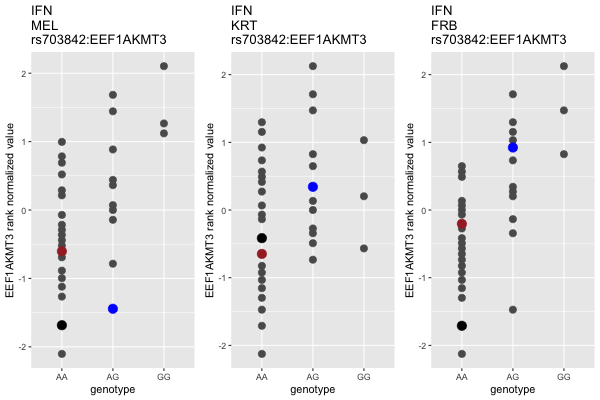 IFN
MEL
rs703842:EEF1AKMT3
EEF1AKMT3 rank normalized value
2
1
0
-1
-2
AA AG GG
genotype
IFN
KRT
rs703842:EEF1AKMT3
EEF1AKMT3 rank normalized value
2
1
0
-1
-2
AA AG GG
genotype
IFN
FRB
rs703842:EEF1AKMT3
EEF1AKMT3 rank normalized value
2
1
0
-1
-2
AA AG GG
genotype